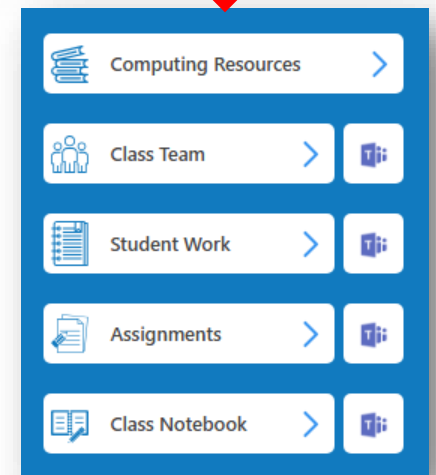 Computing Resources
Class Team
Student Work
Assignments
Class Notebook